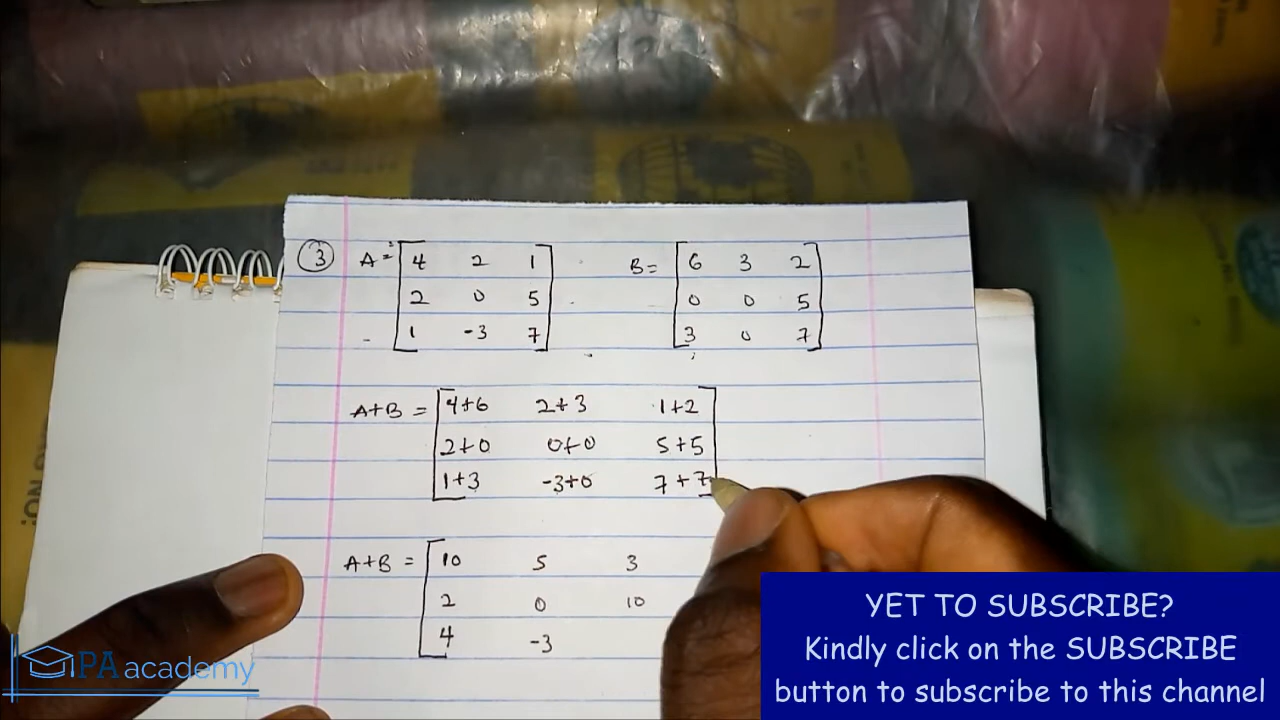 ③ A = [4 2 1 B = [6 3 2
2 0 5 0 0 5
1 -3 7] 3 0 7]
A+B = [4+6 2+3 1+2
2+0 0+0 5+5
1+3 -3+0 7+7]
A+B = [10 5 3
2 0 10
4 -3
PA academy
YET TO SUBSCRIBE?
Kindly click on the SUBSCRIBE
button to subscribe to this channel